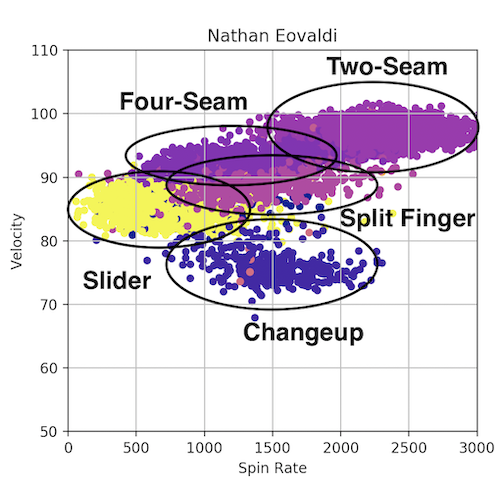 Nathan Eovaldi
Two-Seam
Four-Seam
Split Finger
Slider
Changeup
Velocity
110
100
90
80
70
60
50
0
500
1000
1500
2000
2500
3000
Spin Rate